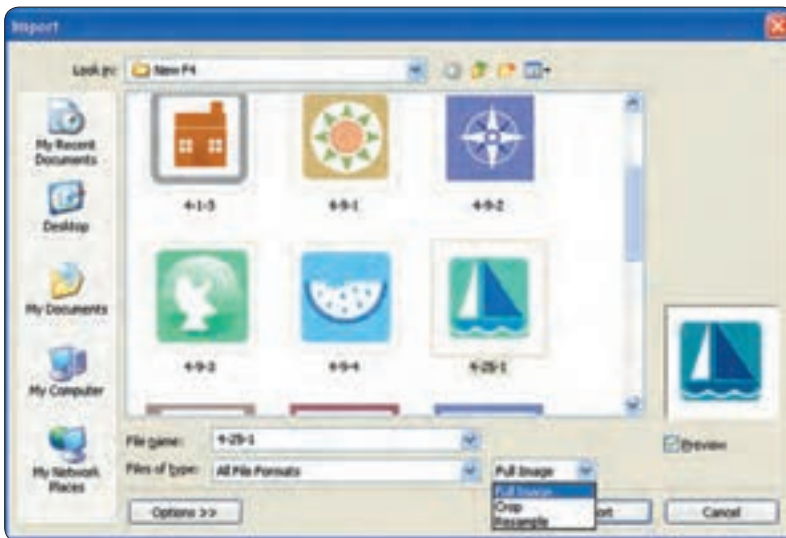 Import
Look in: New F4
My Recent
Documents
Desktop
My Documents
My Computer
My Network
Places
4-1-3
4-9-1
4-9-2
4-9-3
4-9-4
4-25-1
File name: 4-25-1
Files of type: All File Formats
Full Image
Full Image
Crop
Resample
Preview
Options >>
ort
Cancel